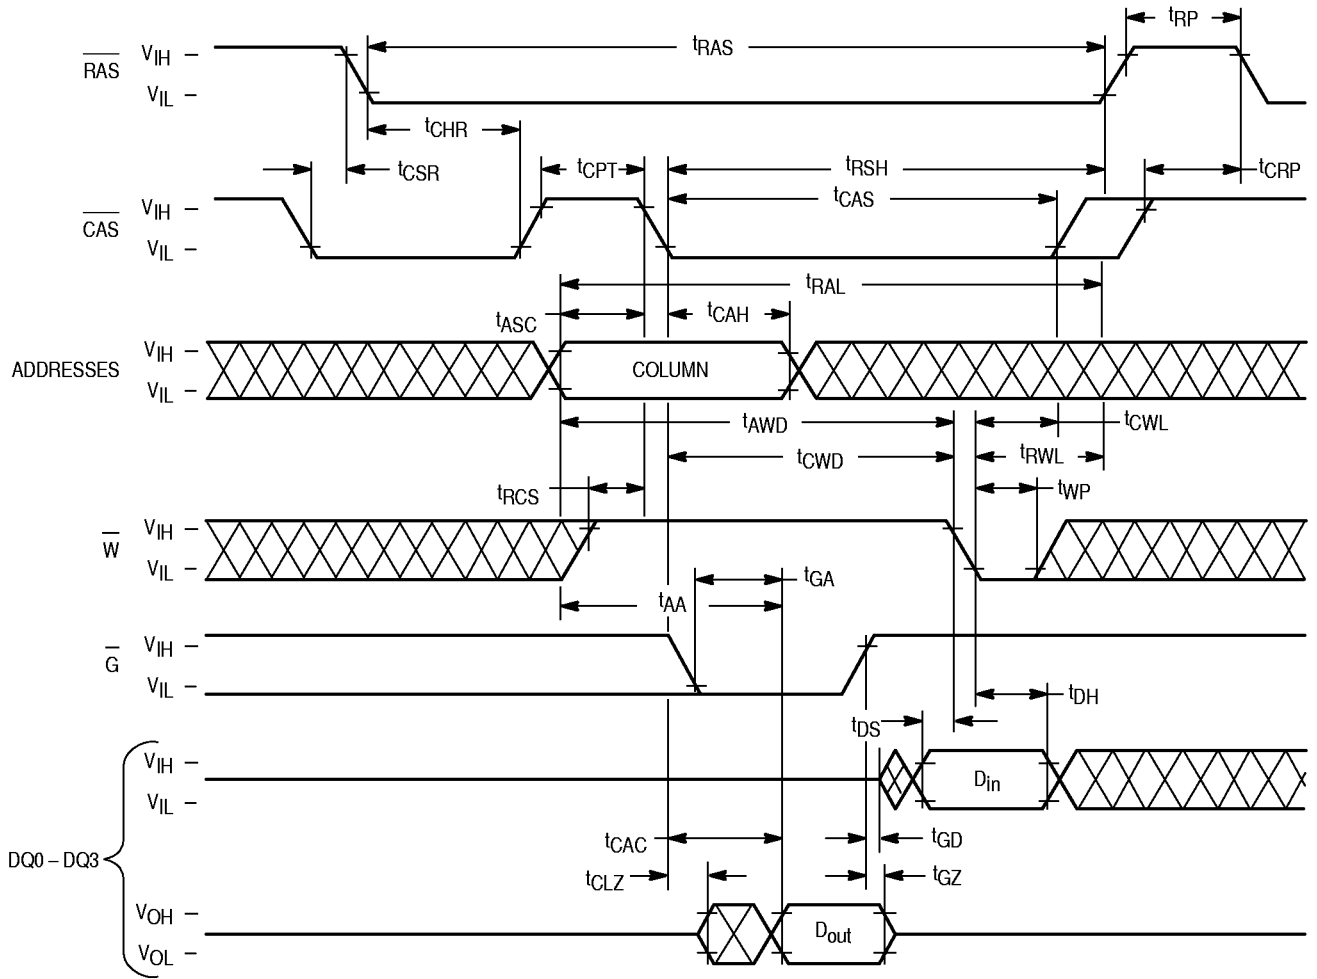 tRP
RAS VIH tRAS
VIL
tCHR
tCSR tCPT tRSH tCRP
CAS VIH tCAS
VIL
tRAL
tASC tCAH
ADDRESSES VIH COLUMN
VIL
tAWD tCWL
tCWD tRWL
tRCS tWP
W VIH
VIL
tGA
tAA
G VIH
VIL
tDH
tDS
VIH Din
VIL
tCAC tGD
DQ0 – DQ3
tCLZ tGZ
VOH Dout
VOL